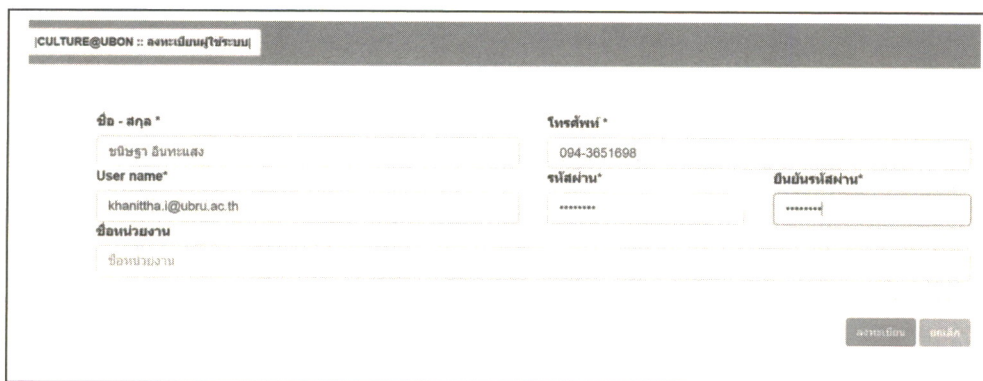 |CULTURE@UBON :: ลงทะเบียนผู้ใช้ระบบ|
ชื่อ - สกุล * โทรศัพท์ *
ชนิษฐา อินทะแสง 094-3651698
User name* รหัสผ่าน* ยืนยันรหัสผ่าน*
khanittha.i@ubru.ac.th •••••••• ••••••••
ชื่อหน่วยงาน
ชื่อหน่วยงาน
ลงทะเบียน ยกเลิก